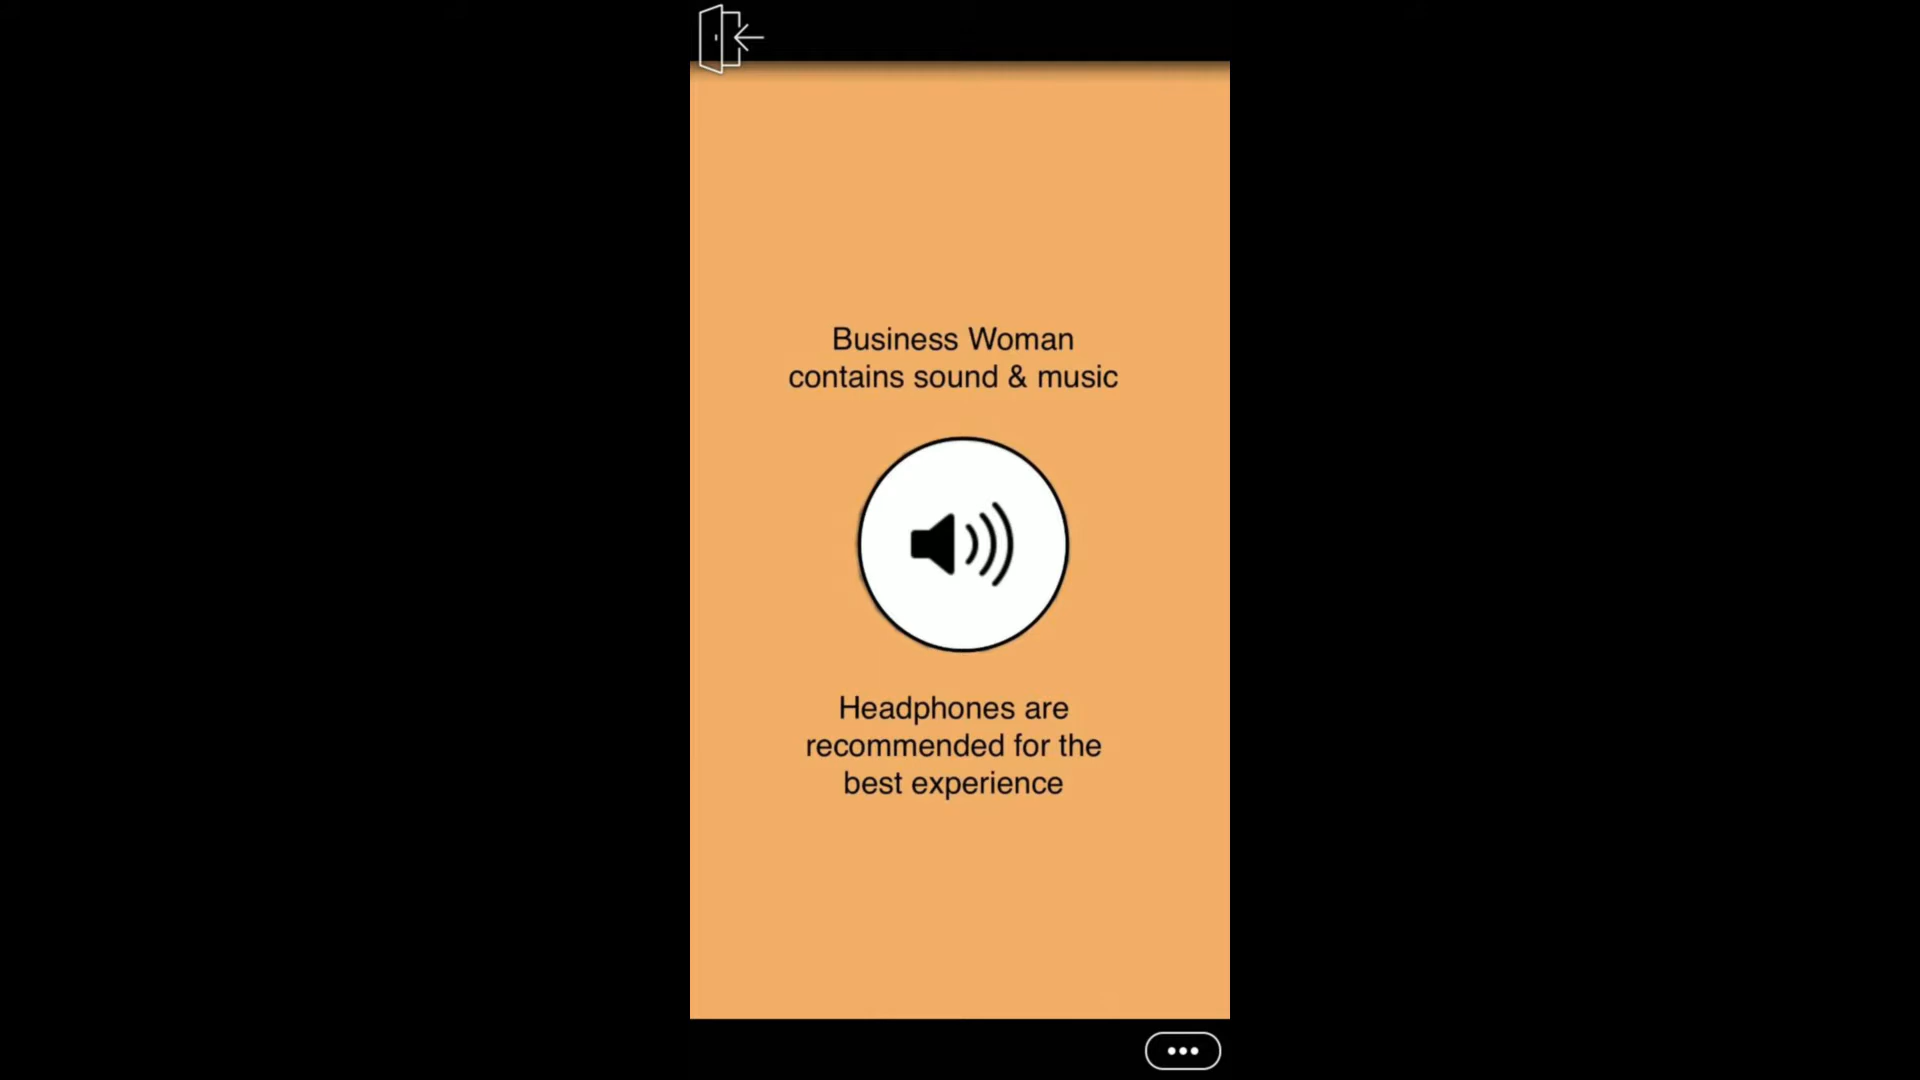 Business Woman
contains sound & music
Headphones are
recommended for the
best experience